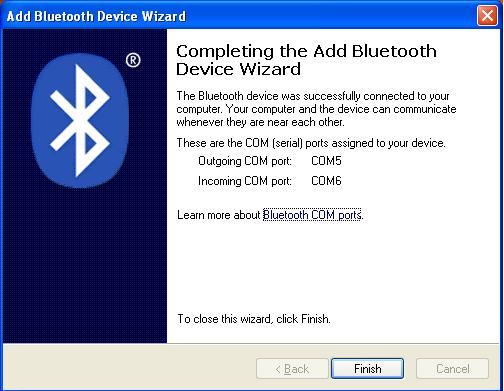 Add Bluetooth Device Wizard
®
Completing the Add Bluetooth
Device Wizard
The Bluetooth device was successfully connected to your
computer. Your computer and the device can communicate
whenever they are near each other.
These are the COM (serial) ports assigned to your device.
Outgoing COM port: COM5
Incoming COM port: COM6
Learn more about Bluetooth COM ports.
To close this wizard, click Finish.
< Back Finish Cancel